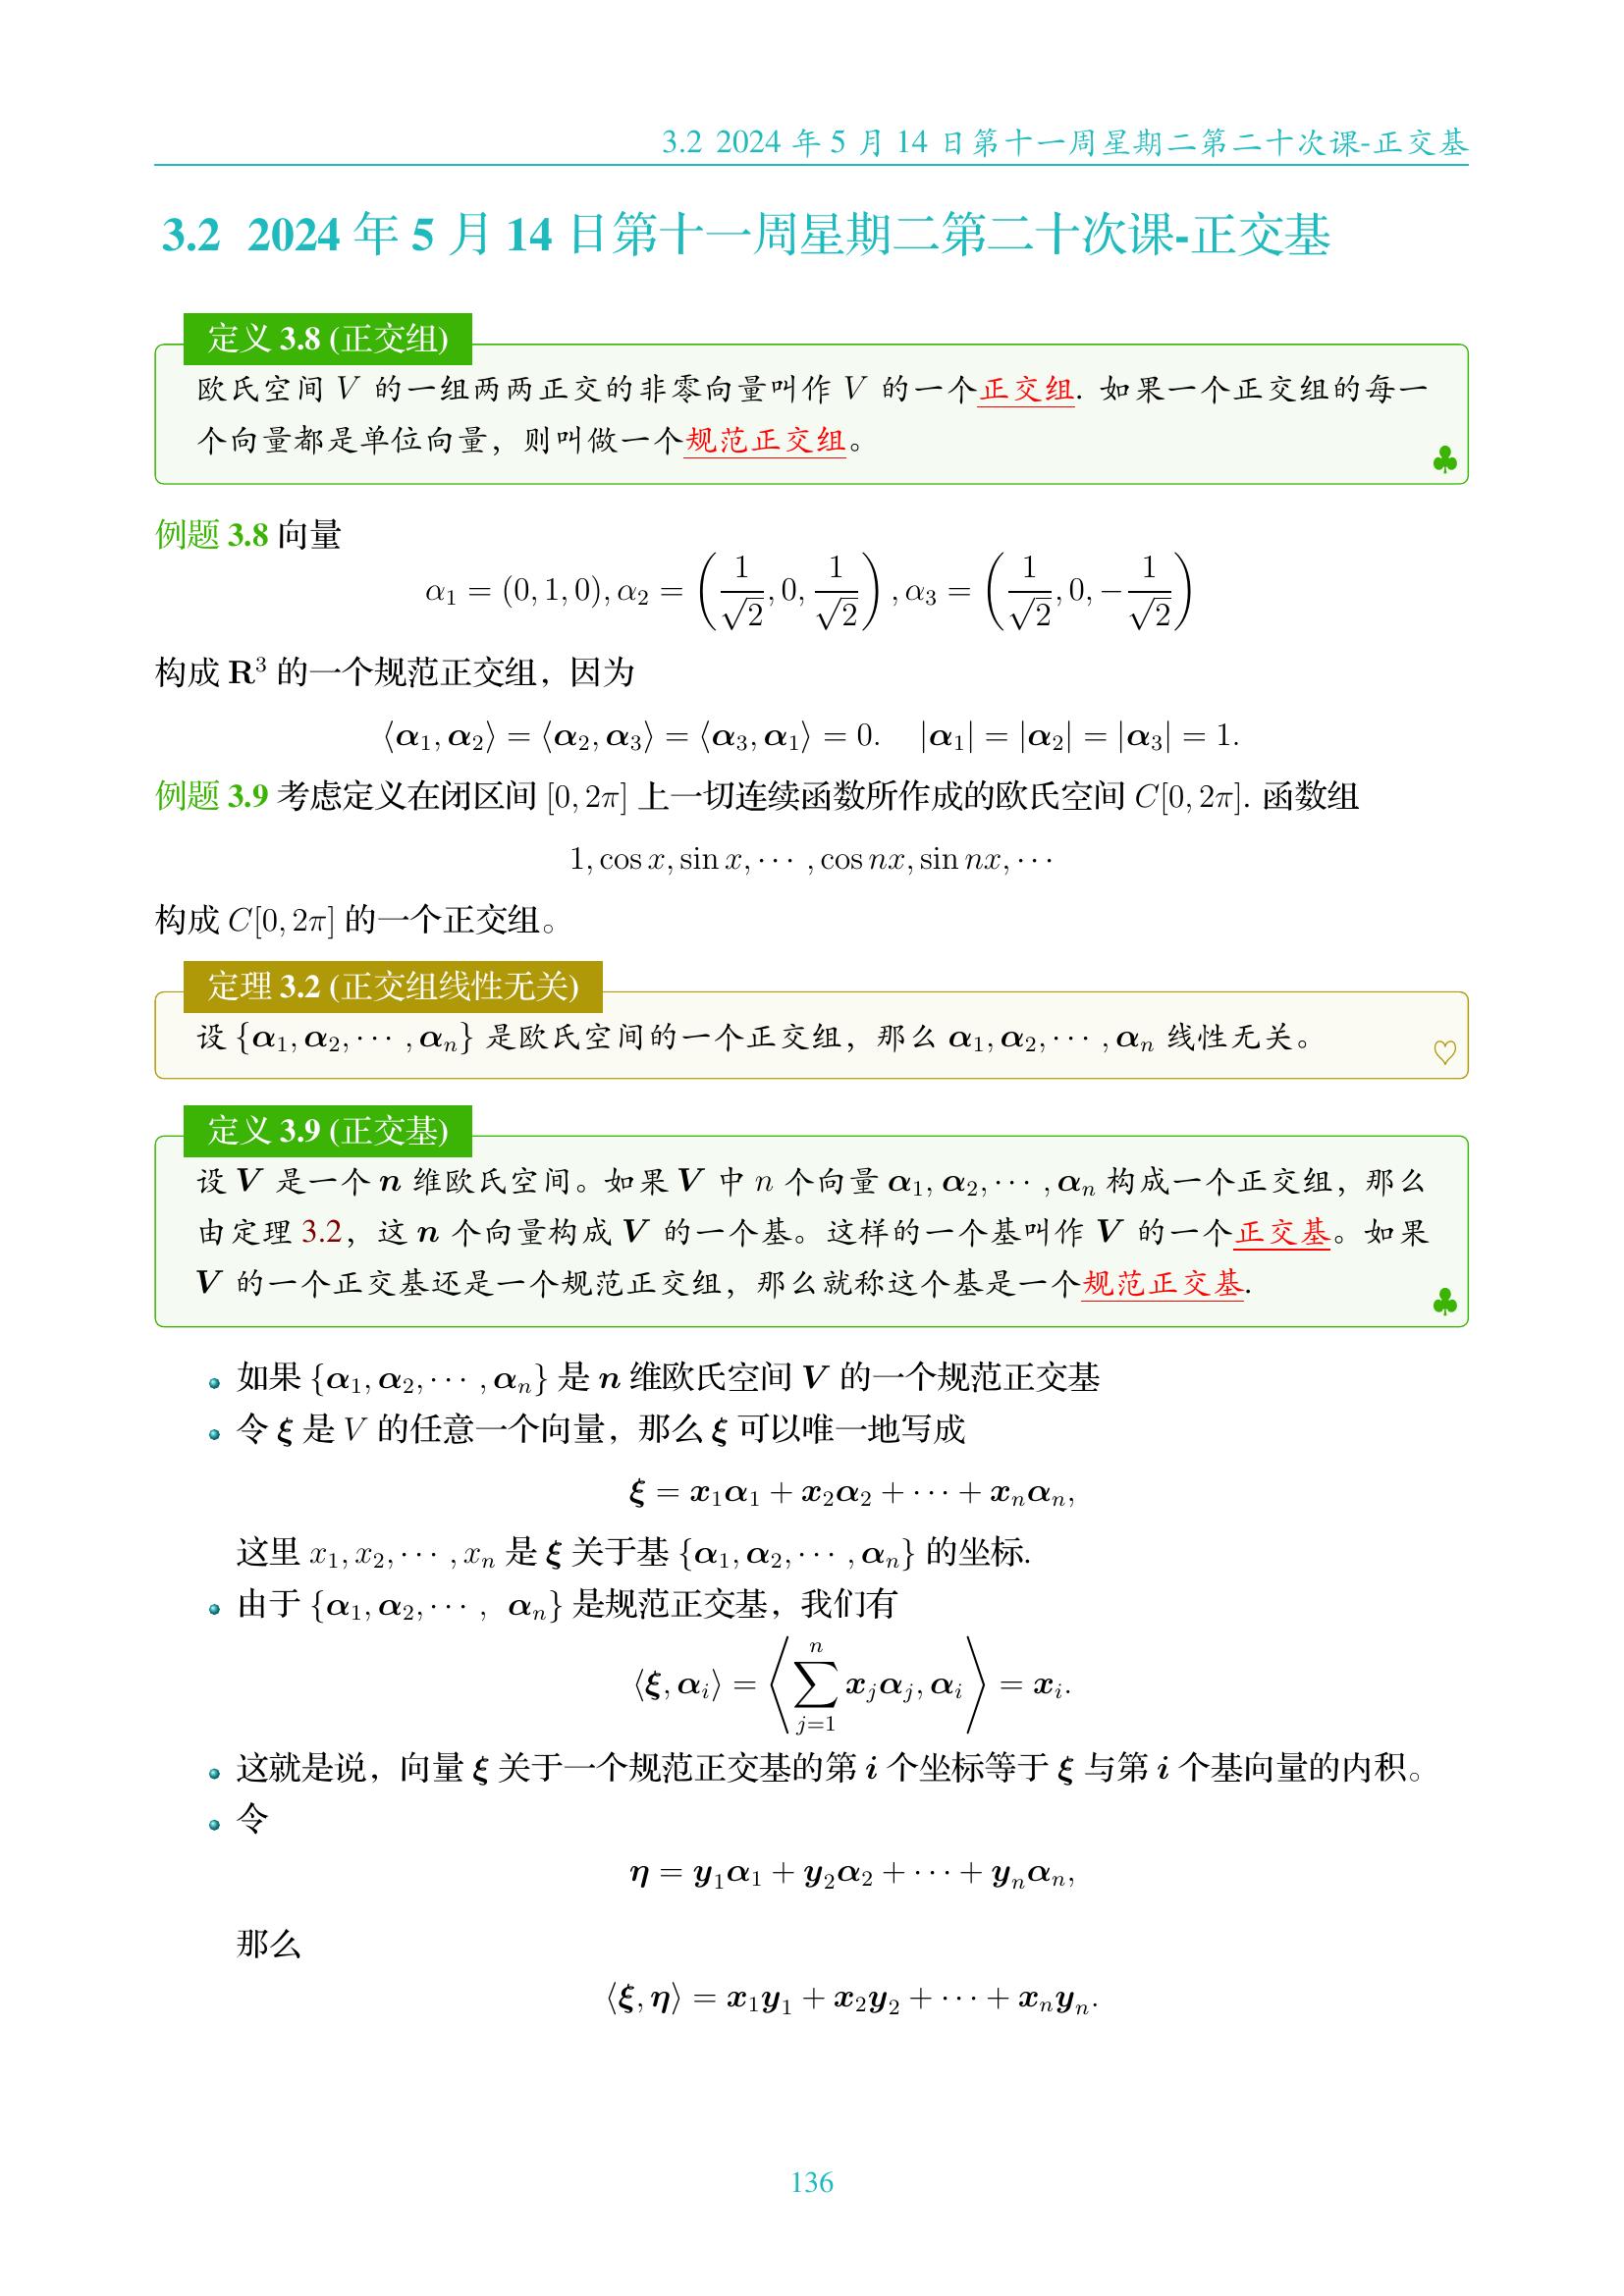 3.2 2024 年 5 月 14 日第十一周星期二第二十次课-正交基
3.2 2024 年 5 月 14 日第十一周星期二第二十次课-正交基
定义 3.8 (正交组)
欧氏空间 $V$ 的一组两两正交的非零向量叫作 $V$ 的一个正交组. 如果一个正交组的每一
个向量都是单位向量，则叫做一个规范正交组。
♣
例题 3.8 向量
$\alpha_1 = (0, 1, 0), \alpha_2 = \left(\frac{1}{\sqrt{2}}, 0, \frac{1}{\sqrt{2}}\right), \alpha_3 = \left(\frac{1}{\sqrt{2}}, 0, -\frac{1}{\sqrt{2}}\right)$
构成 $\mathbf{R}^3$ 的一个规范正交组，因为
$\langle \boldsymbol{\alpha}_1, \boldsymbol{\alpha}_2 \rangle = \langle \boldsymbol{\alpha}_2, \boldsymbol{\alpha}_3 \rangle = \langle \boldsymbol{\alpha}_3, \boldsymbol{\alpha}_1 \rangle = 0. \quad |\boldsymbol{\alpha}_1| = |\boldsymbol{\alpha}_2| = |\boldsymbol{\alpha}_3| = 1.$
例题 3.9 考虑定义在闭区间 $[0, 2\pi]$ 上一切连续函数所作成的欧氏空间 $C[0, 2\pi]$. 函数组
$1, \cos x, \sin x, \cdots, \cos nx, \sin nx, \cdots$
构成 $C[0, 2\pi]$ 的一个正交组。
定理 3.2 (正交组线性无关)
设 $\{\boldsymbol{\alpha}_1, \boldsymbol{\alpha}_2, \cdots, \boldsymbol{\alpha}_n\}$ 是欧氏空间的一个正交组，那么 $\boldsymbol{\alpha}_1, \boldsymbol{\alpha}_2, \cdots, \boldsymbol{\alpha}_n$ 线性无关。
♡
定义 3.9 (正交基)
设 $\boldsymbol{V}$ 是一个 $\boldsymbol{n}$ 维欧氏空间。如果 $\boldsymbol{V}$ 中 $n$ 个向量 $\boldsymbol{\alpha}_1, \boldsymbol{\alpha}_2, \cdots, \boldsymbol{\alpha}_n$ 构成一个正交组，那么
由定理 3.2，这 $\boldsymbol{n}$ 个向量构成 $\boldsymbol{V}$ 的一个基。这样的一个基叫作 $\boldsymbol{V}$ 的一个正交基。如果
$\boldsymbol{V}$ 的一个正交基还是一个规范正交组，那么就称这个基是一个规范正交基.
♣
• 如果 $\{\boldsymbol{\alpha}_1, \boldsymbol{\alpha}_2, \cdots, \boldsymbol{\alpha}_n\}$ 是 $\boldsymbol{n}$ 维欧氏空间 $\boldsymbol{V}$ 的一个规范正交基
• 令 $\boldsymbol{\xi}$ 是 $V$ 的任意一个向量，那么 $\boldsymbol{\xi}$ 可以唯一地写成
$\boldsymbol{\xi} = \boldsymbol{x}_1\boldsymbol{\alpha}_1 + \boldsymbol{x}_2\boldsymbol{\alpha}_2 + \cdots + \boldsymbol{x}_n\boldsymbol{\alpha}_n,$
这里 $x_1, x_2, \cdots, x_n$ 是 $\boldsymbol{\xi}$ 关于基 $\{\boldsymbol{\alpha}_1, \boldsymbol{\alpha}_2, \cdots, \boldsymbol{\alpha}_n\}$ 的坐标.
• 由于 $\{\boldsymbol{\alpha}_1, \boldsymbol{\alpha}_2, \cdots, \ \boldsymbol{\alpha}_n\}$ 是规范正交基，我们有
$\langle \boldsymbol{\xi}, \boldsymbol{\alpha}_i \rangle = \left\langle \sum_{j=1}^{n} \boldsymbol{x}_j\boldsymbol{\alpha}_j, \boldsymbol{\alpha}_i \right\rangle = \boldsymbol{x}_i.$
• 这就是说，向量 $\boldsymbol{\xi}$ 关于一个规范正交基的第 $\boldsymbol{i}$ 个坐标等于 $\boldsymbol{\xi}$ 与第 $\boldsymbol{i}$ 个基向量的内积。
• 令
$\boldsymbol{\eta} = \boldsymbol{y}_1\boldsymbol{\alpha}_1 + \boldsymbol{y}_2\boldsymbol{\alpha}_2 + \cdots + \boldsymbol{y}_n\boldsymbol{\alpha}_n,$
那么
$\langle \boldsymbol{\xi}, \boldsymbol{\eta} \rangle = \boldsymbol{x}_1\boldsymbol{y}_1 + \boldsymbol{x}_2\boldsymbol{y}_2 + \cdots + \boldsymbol{x}_n\boldsymbol{y}_n.$
136